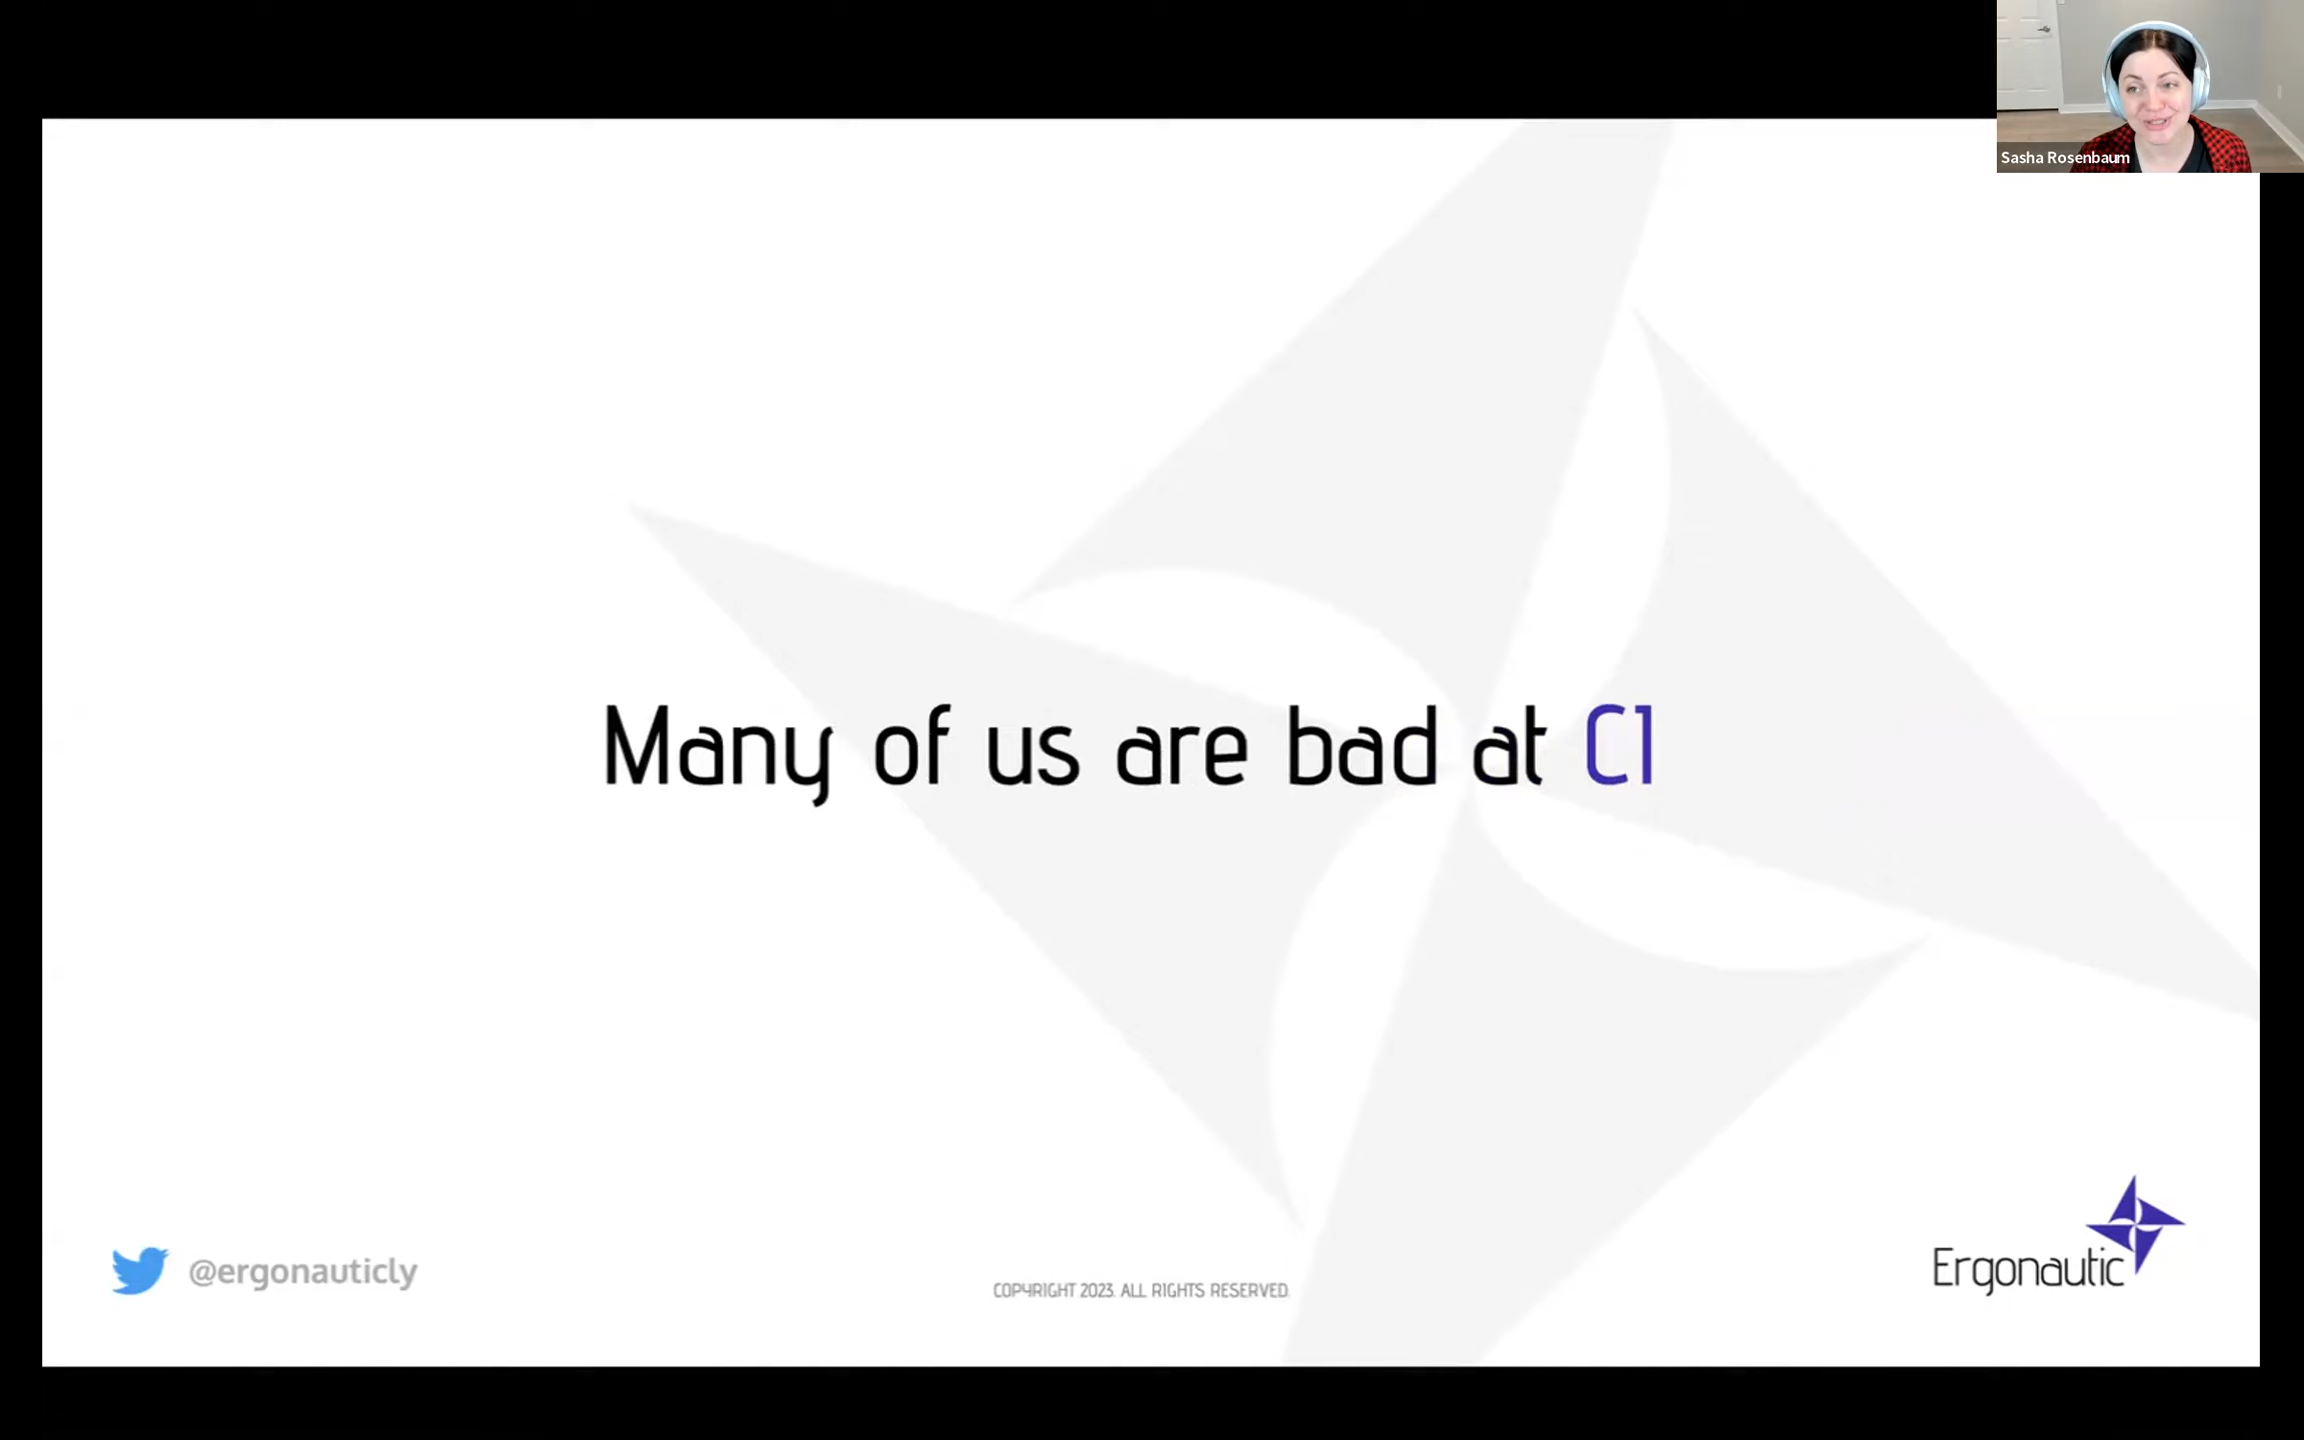 Sasha Rosenbaum
Many of us are bad at CI
@ergonauticly
COPYRIGHT 2023. ALL RIGHTS RESERVED.
Ergonautic